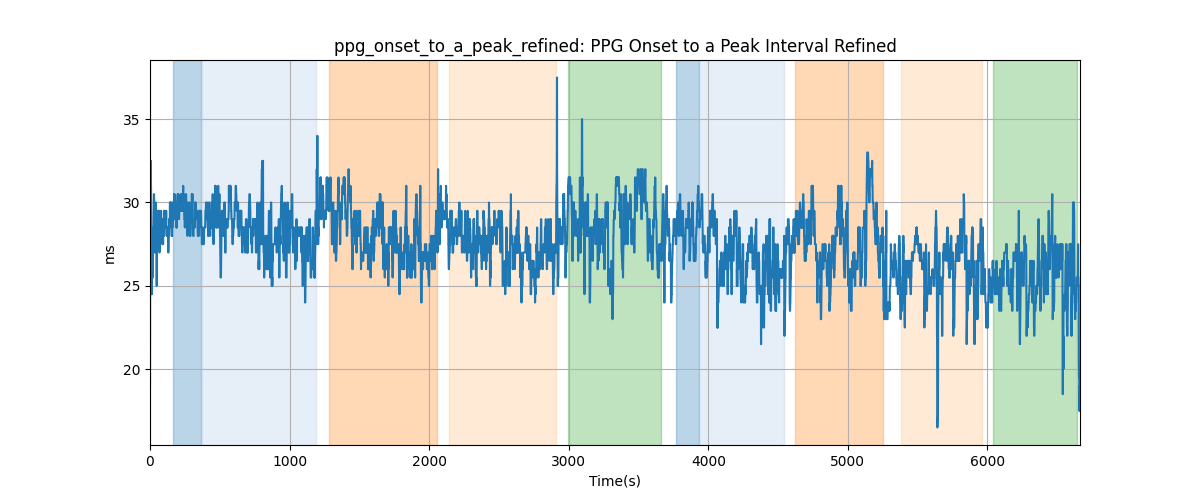 ppg_onset_to_a_peak_refined: PPG Onset to a Peak Interval Refined
35
30
25
20
ms
0 1000 2000 3000 4000 5000 6000
Time(s)